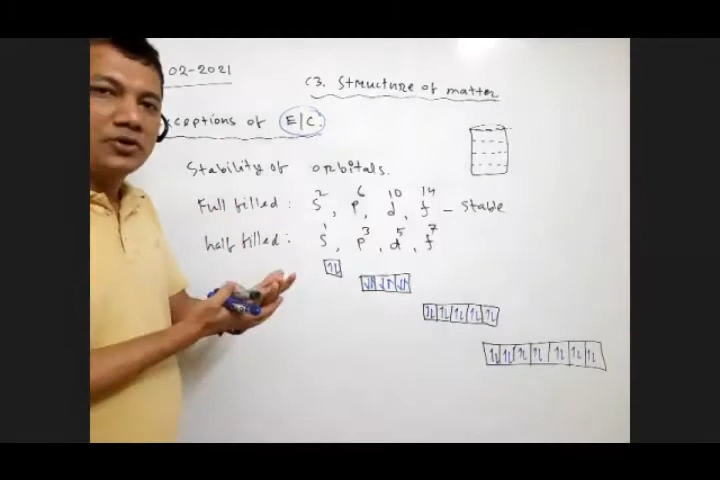 02-2021
C3. Structure of matter
xceptions of E/C.
Stability of orbitals.
Full filled : s², p⁶, d¹⁰, f¹⁴ - stable
half filled : s¹, p³, d⁵, f⁷